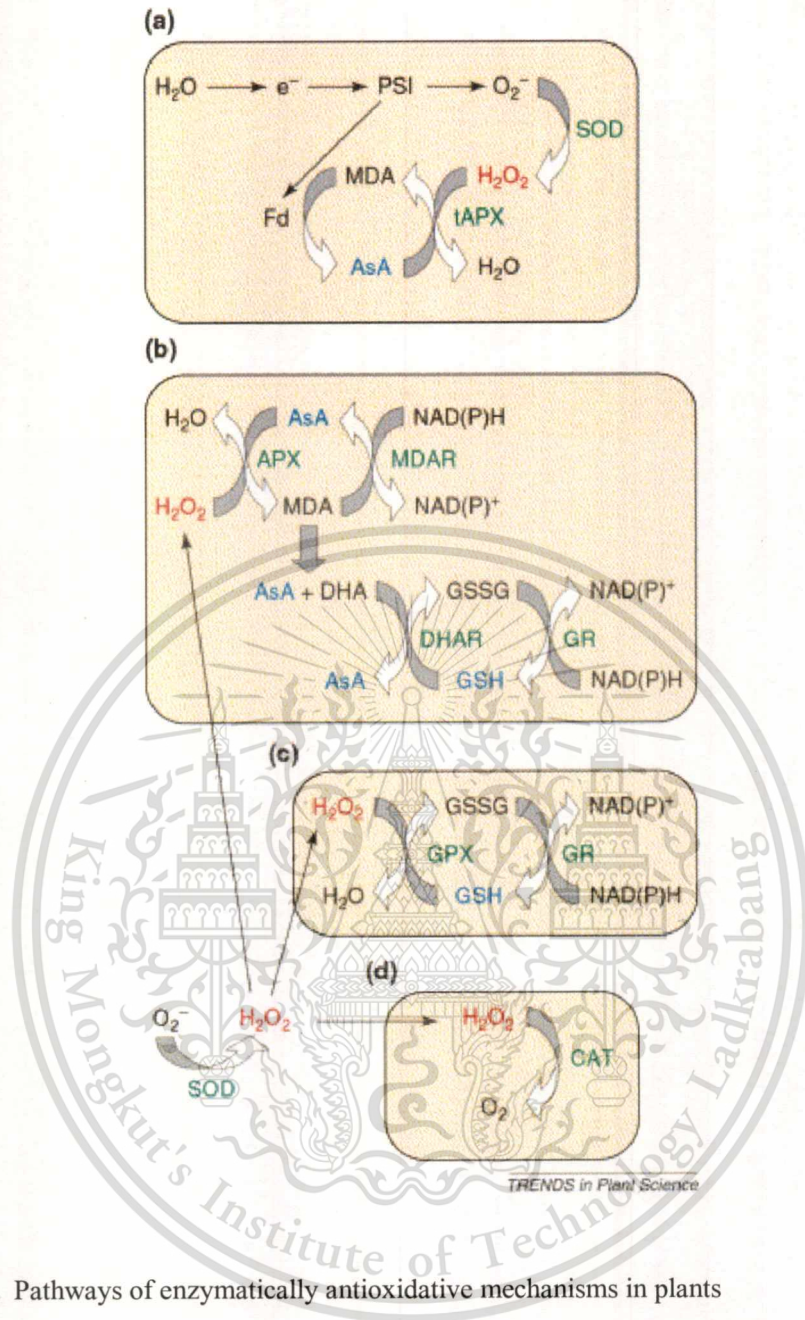 (a)
H₂O → e⁻ → PSI → O₂⁻
SOD
MDA H₂O₂
Fd tAPX
AsA H₂O
(b)
H₂O AsA NAD(P)H
APX MDAR
H₂O₂ MDA NAD(P)⁺
AsA + DHA GSSG NAD(P)⁺
DHAR GR
AsA GSH NAD(P)H
(c)
H₂O₂ GSSG NAD(P)⁺
GPX GR
H₂O GSH NAD(P)H
(d)
O₂⁻ H₂O₂ → H₂O₂
SOD
CAT
O₂
TRENDS in Plant Science
King Mongkut's Institute of Technology Ladkrabang
Pathways of enzymatically antioxidative mechanisms in plants